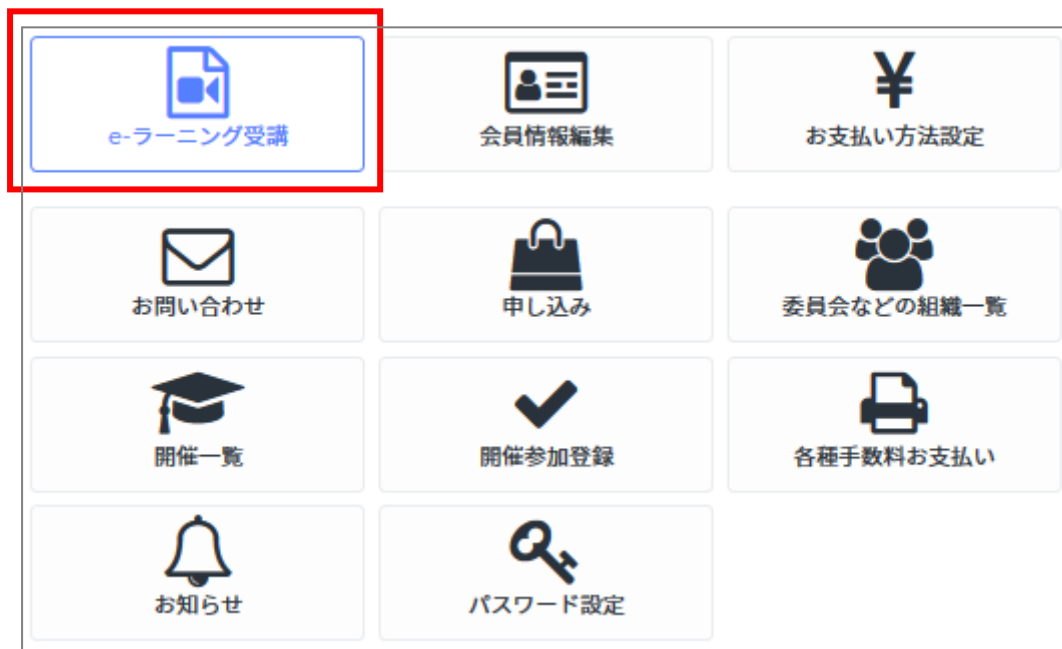 e-ラーニング受講
会員情報編集
¥
お支払い方法設定
お問い合わせ
申し込み
委員会などの組織一覧
開催一覧
開催参加登録
各種手数料お支払い
お知らせ
パスワード設定